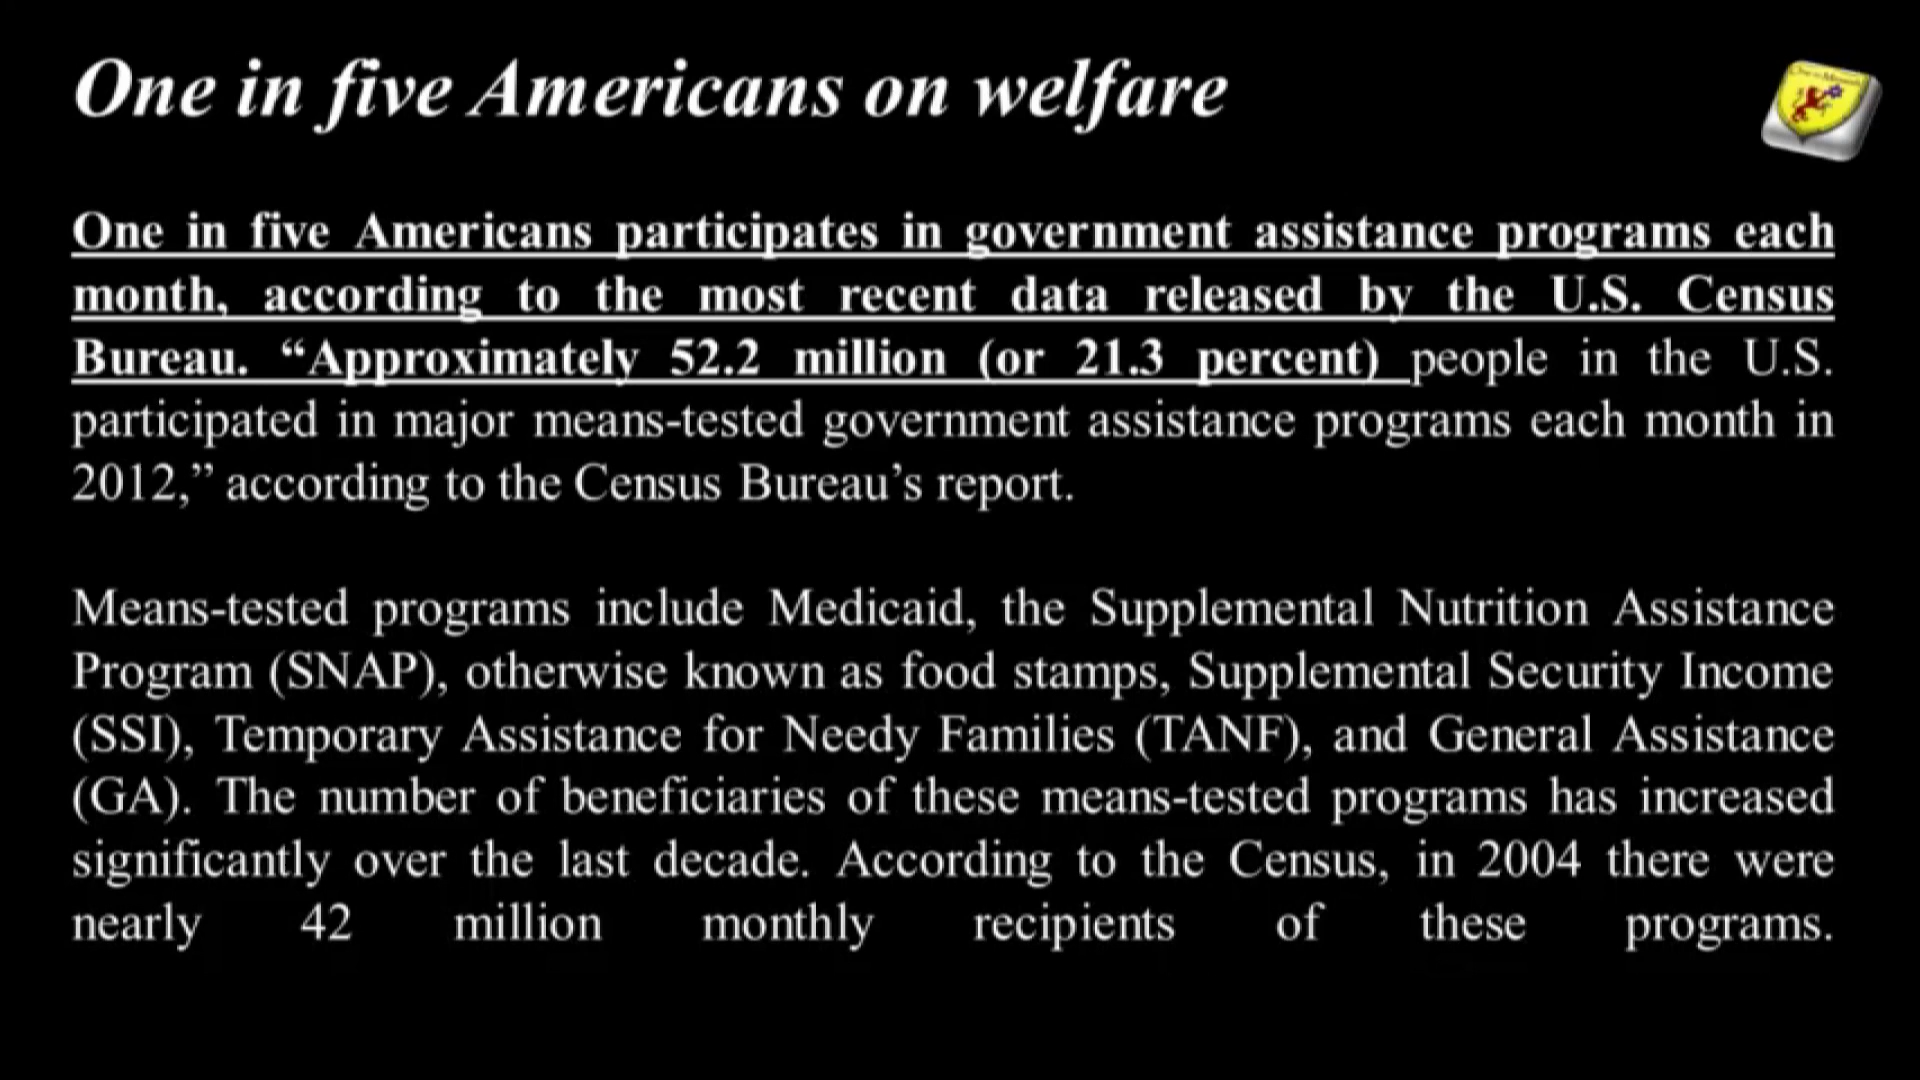 One in five Americans on welfare
One in five Americans participates in government assistance programs each
month, according to the most recent data released by the U.S. Census
Bureau. “Approximately 52.2 million (or 21.3 percent) people in the U.S.
participated in major means-tested government assistance programs each month in
2012,” according to the Census Bureau’s report.
Means-tested programs include Medicaid, the Supplemental Nutrition Assistance
Program (SNAP), otherwise known as food stamps, Supplemental Security Income
(SSI), Temporary Assistance for Needy Families (TANF), and General Assistance
(GA). The number of beneficiaries of these means-tested programs has increased
significantly over the last decade. According to the Census, in 2004 there were
nearly 42 million monthly recipients of these programs.